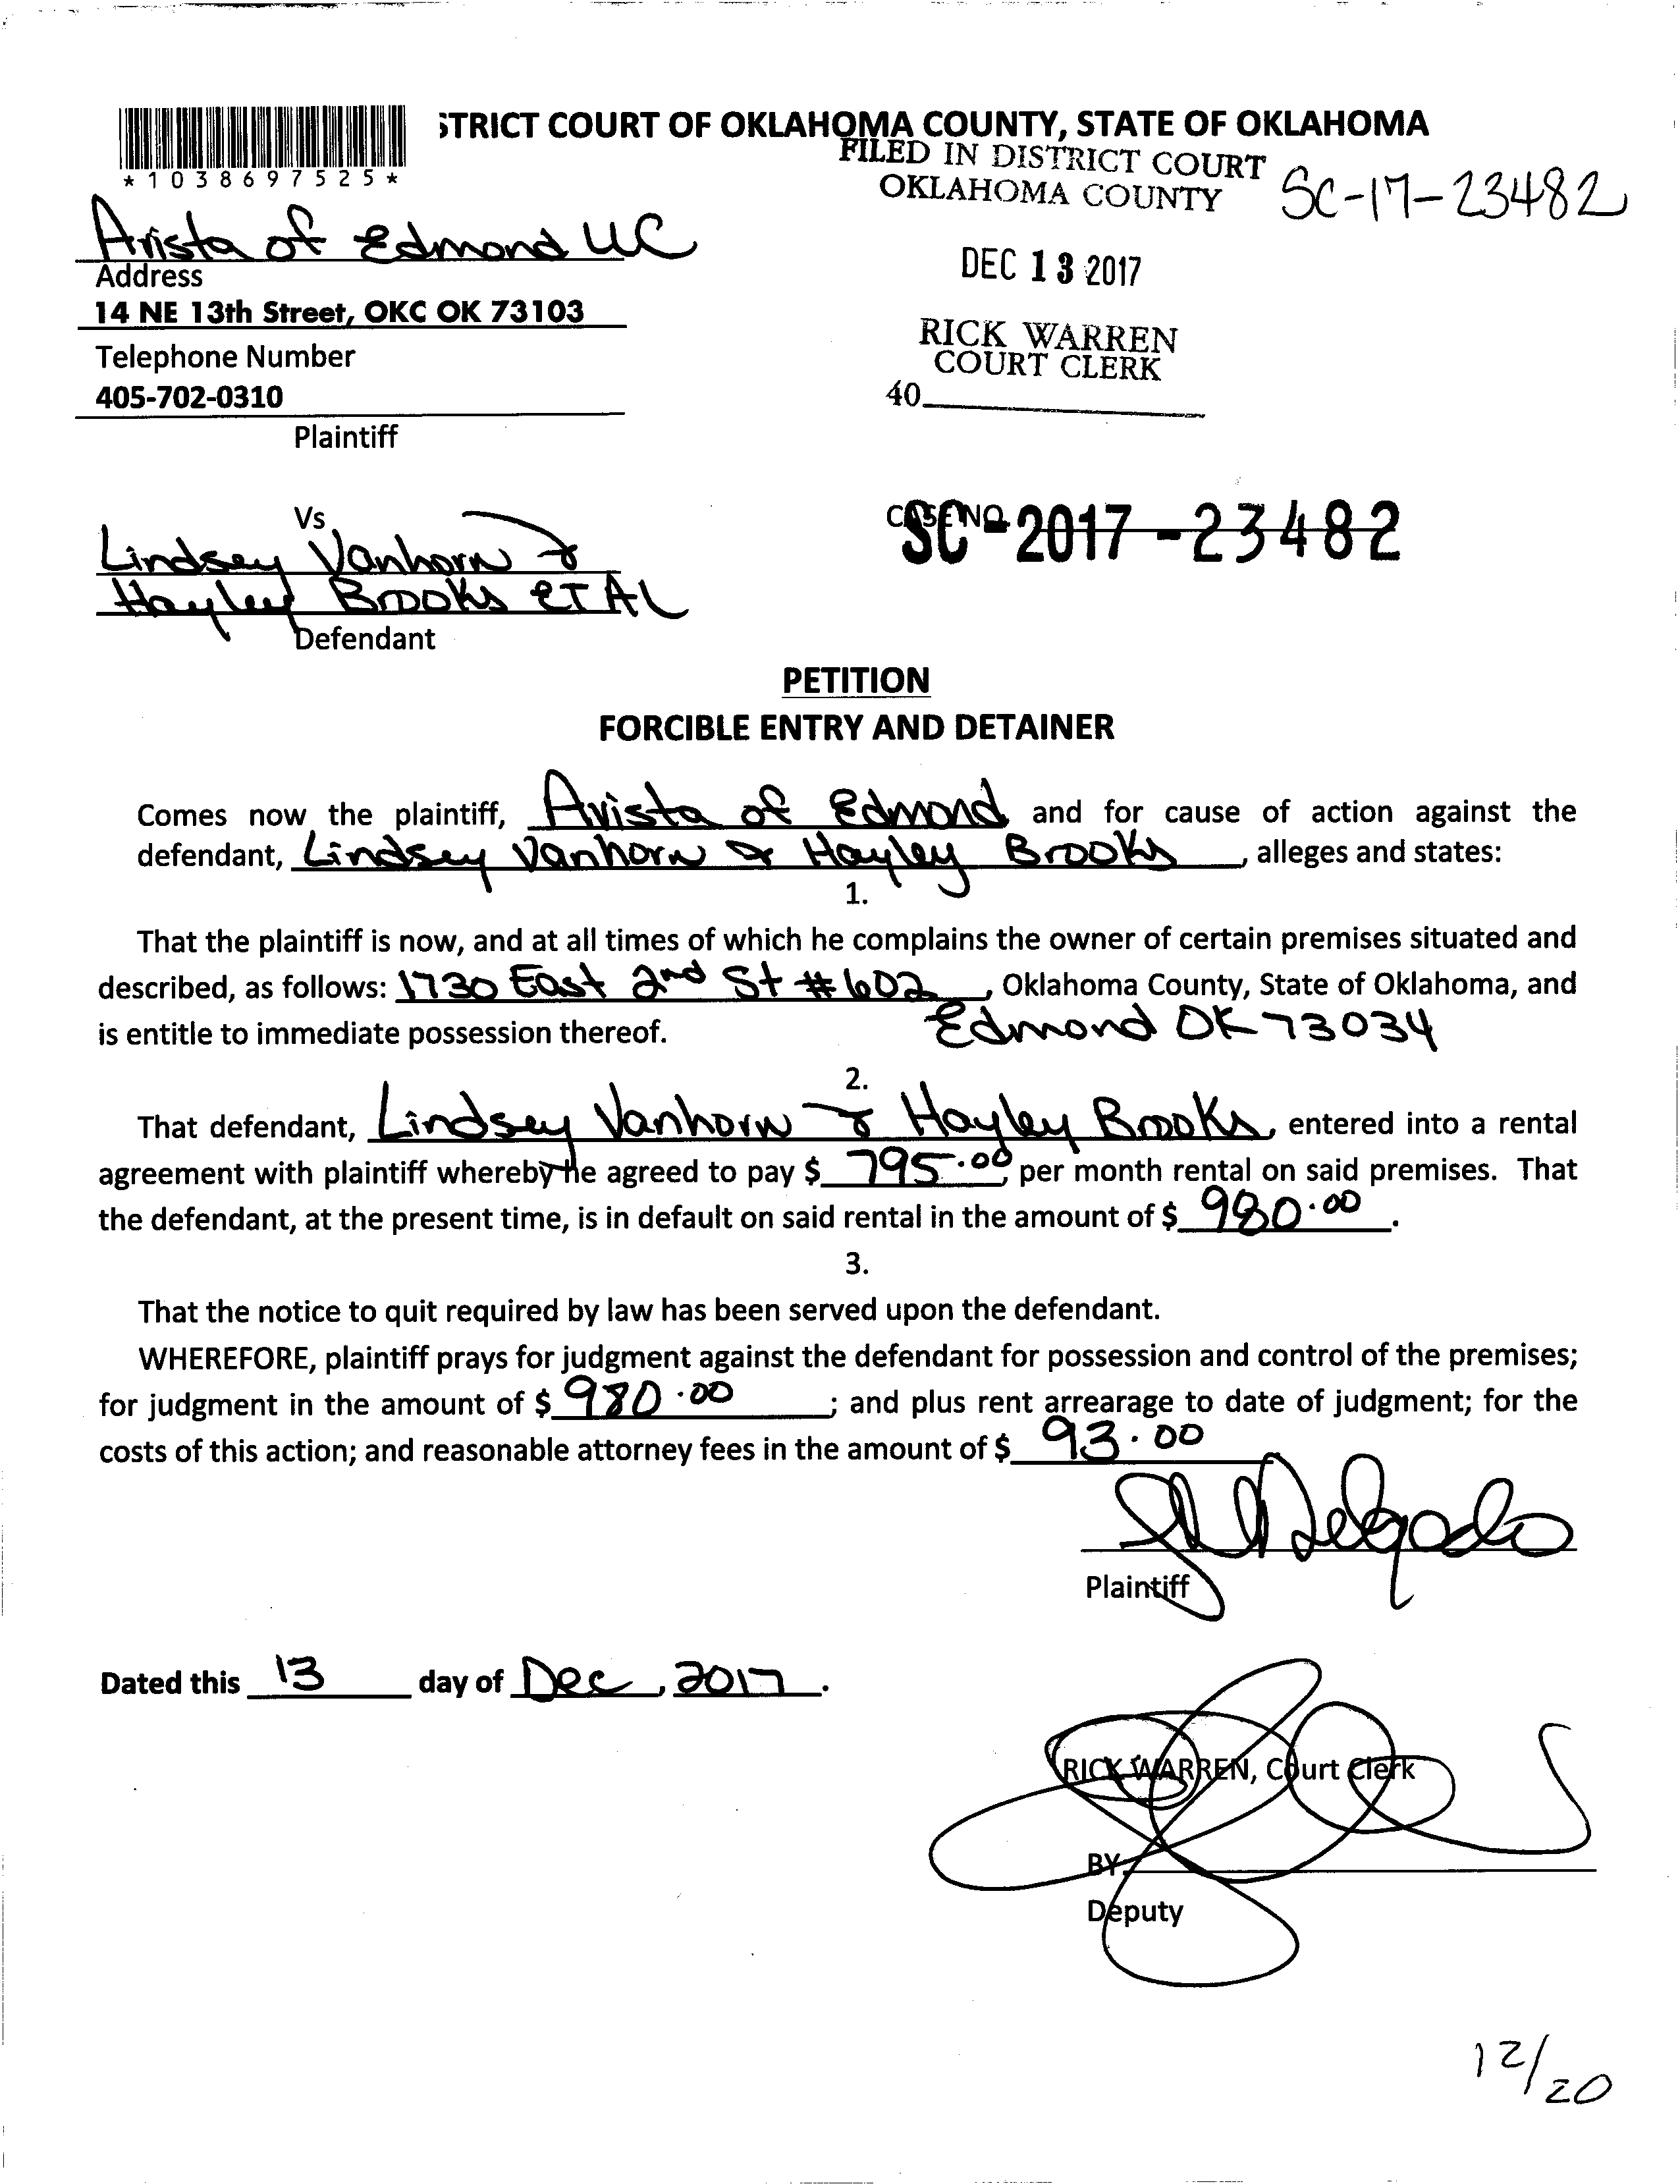 STRICT COURT OF OKLAHOMA COUNTY, STATE OF OKLAHOMA
*1038697525*
FILED IN DISTRICT COURT
OKLAHOMA COUNTY
SC-17-23482
Avista of Edmond LLC
Address
14 NE 13th Street, OKC OK 73103
Telephone Number
405-702-0310
Plaintiff
DEC 13 2017
RICK WARREN
COURT CLERK
40
Vs
Lindsey Vanhorn &
Hayley Brooks ET AL
Defendant
CASE NO.
SC-2017-23482
PETITION
FORCIBLE ENTRY AND DETAINER
Comes now the plaintiff, Avista of Edmond and for cause of action against the
defendant, Lindsey Vanhorn & Hayley Brooks, alleges and states:
1.
That the plaintiff is now, and at all times of which he complains the owner of certain premises situated and
described, as follows: 1730 East 2nd St #602, Oklahoma County, State of Oklahoma, and
is entitle to immediate possession thereof. Edmond OK 73034
2.
That defendant, Lindsey Vanhorn & Hayley Brooks, entered into a rental
agreement with plaintiff whereby he agreed to pay $ 795.00, per month rental on said premises. That
the defendant, at the present time, is in default on said rental in the amount of $ 980.00.
3.
That the notice to quit required by law has been served upon the defendant.
WHEREFORE, plaintiff prays for judgment against the defendant for possession and control of the premises;
for judgment in the amount of $ 980.00; and plus rent arrearage to date of judgment; for the
costs of this action; and reasonable attorney fees in the amount of $ 93.00
Delgado
Plaintiff
Dated this 13 day of Dec, 2017.
RICK WARREN, Court Clerk
BY
Deputy
12/20